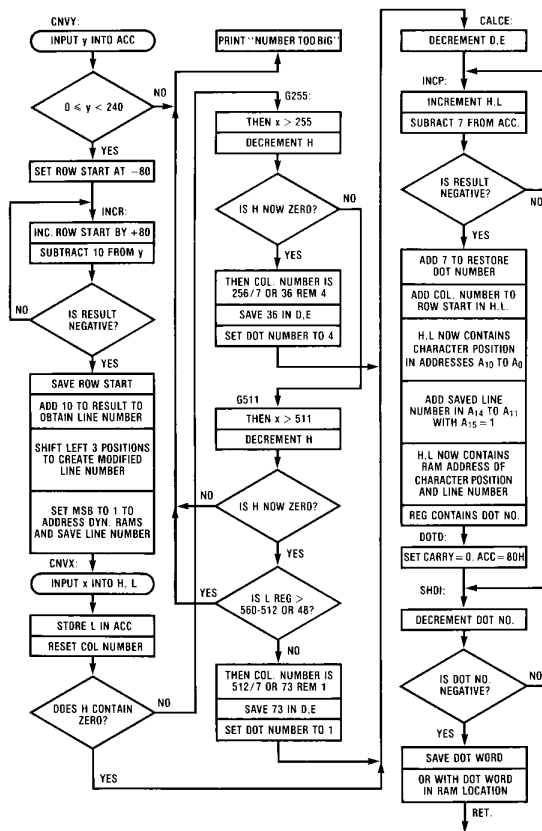 CNVY:
INPUT y INTO ACC
0 ≤ y < 240
NO
YES
SET ROW START AT −80
INCR:
INC. ROW START BY +80
SUBTRACT 10 FROM y
NO
IS RESULT
NEGATIVE?
YES
SAVE ROW START
ADD 10 TO RESULT TO
OBTAIN LINE NUMBER
SHIFT LEFT 3 POSITIONS
TO CREATE MODIFIED
LINE NUMBER
SET MSB TO 1 TO
ADDRESS DYN. RAMS
AND SAVE LINE NUMBER
CNVX:
INPUT x INTO H, L
STORE L IN ACC
RESET COL NUMBER
DOES H CONTAIN
ZERO?
NO
YES
PRINT "NUMBER TOO BIG"
G255:
THEN x > 255
DECREMENT H
NO
IS H NOW ZERO?
YES
THEN COL. NUMBER IS
256/7 OR 36 REM 4
SAVE 36 IN D,E
SET DOT NUMBER TO 4
G511
THEN x > 511
DECREMENT H
NO
IS H NOW ZERO?
YES
YES
IS L REG >
560-512 OR 48?
NO
THEN COL. NUMBER IS
512/7 OR 73 REM 1
SAVE 73 IN D,E
SET DOT NUMBER TO 1
CALCE:
DECREMENT D,E
INCP:
INCREMENT H,L
SUBRACT 7 FROM ACC.
IS RESULT
NEGATIVE?
NO
YES
ADD 7 TO RESTORE
DOT NUMBER
ADD COL. NUMBER TO
ROW START IN H.L.
H,L NOW CONTAINS
CHARACTER POSITION
IN ADDRESSES A10 TO A0
ADD SAVED LINE
NUMBER IN A14 TO A11
WITH A15 = 1
H,L NOW CONTAINS
RAM ADDRESS OF
CHARACTER POSITION
AND LINE NUMBER
REG CONTAINS DOT NO.
DOTD:
SET CARRY=0, ACC=80H
SHDI:
DECREMENT DOT NO.
IS DOT NO.
NEGATIVE?
NO
YES
SAVE DOT WORD
OR WITH DOT WORD
IN RAM LOCATION
RET.